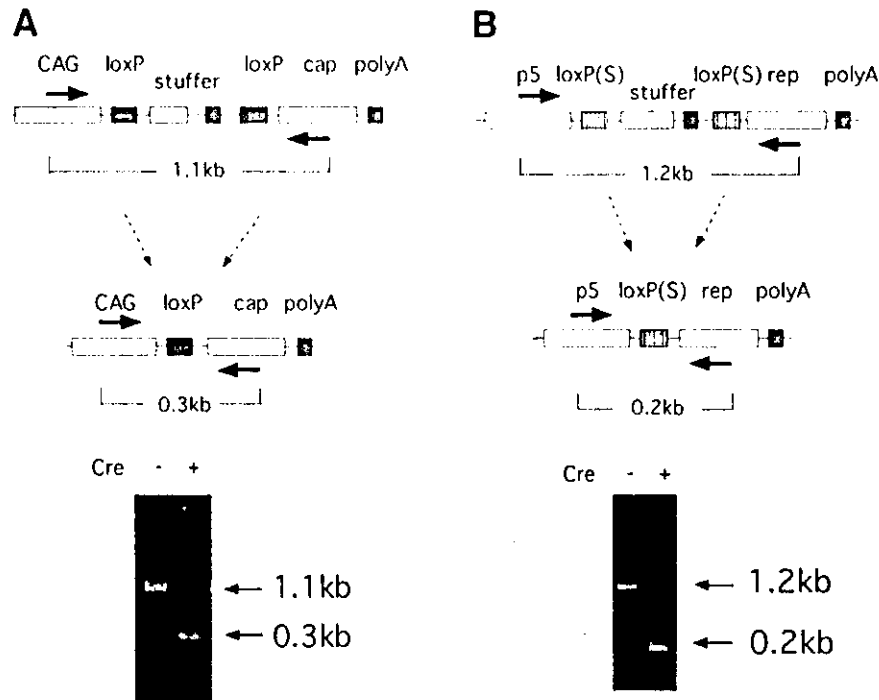 A
CAG loxP stuffer loxP cap polyA
1.1kb
CAG loxP cap polyA
0.3kb
Cre - +
1.1kb
0.3kb
B
p5 loxP(S) stuffer loxP(S) rep polyA
1.2kb
p5 loxP(S) rep polyA
0.2kb
Cre - +
1.2kb
0.2kb